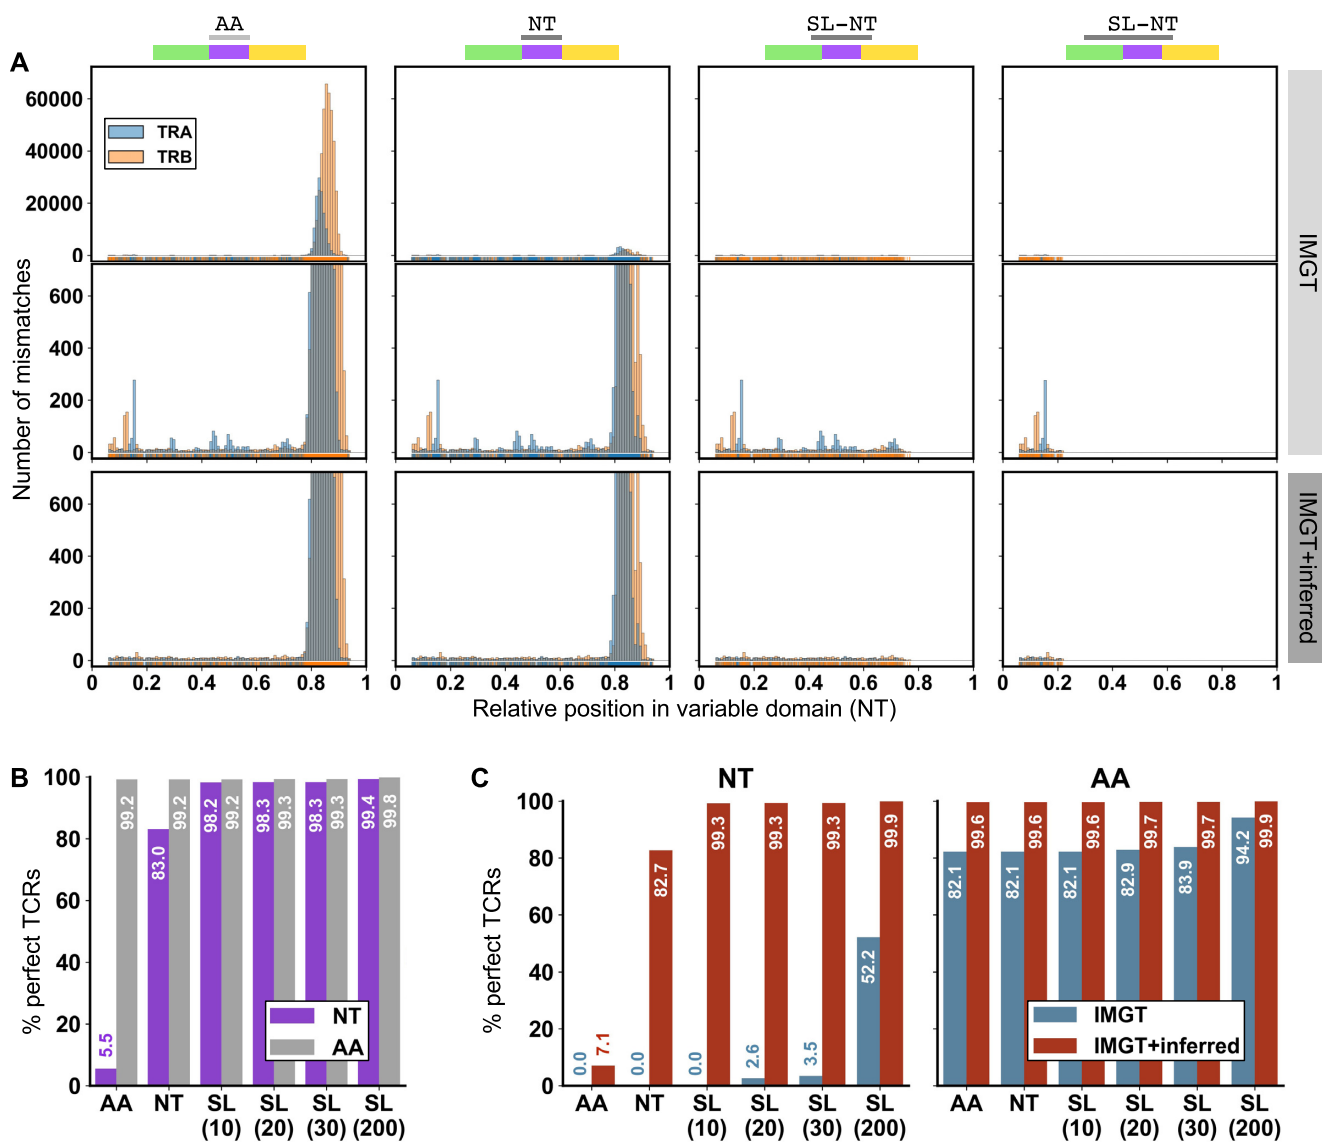 AA NT SL-NT SL-NT
A
60000
40000
20000
0
TRA
TRB
600
400
200
0
600
400
200
0
Number of mismatches
IMGT
IMGT+inferred
0 0.2 0.4 0.6 0.8 1 0 0.2 0.4 0.6 0.8 1 0 0.2 0.4 0.6 0.8 1 0 0.2 0.4 0.6 0.8 1
Relative position in variable domain (NT)
B
% perfect TCRs
100
80
60
40
20
0
5.5 99.2 83.0 99.2 98.2 99.2 98.3 99.3 98.3 99.3 99.4 99.8
NT
AA
AA NT SL SL SL SL
(10) (20) (30) (200)
C
NT AA
% perfect TCRs
100
80
60
40
20
0
0.0 7.1 0.0 82.7 0.0 99.3 2.6 99.3 3.5 99.3 52.2 99.9
82.1 99.6 82.1 99.6 82.1 99.6 82.9 99.7 83.9 99.7 94.2 99.9
IMGT
IMGT+inferred
AA NT SL SL SL SL AA NT SL SL SL SL
(10) (20) (30) (200) (10) (20) (30) (200)